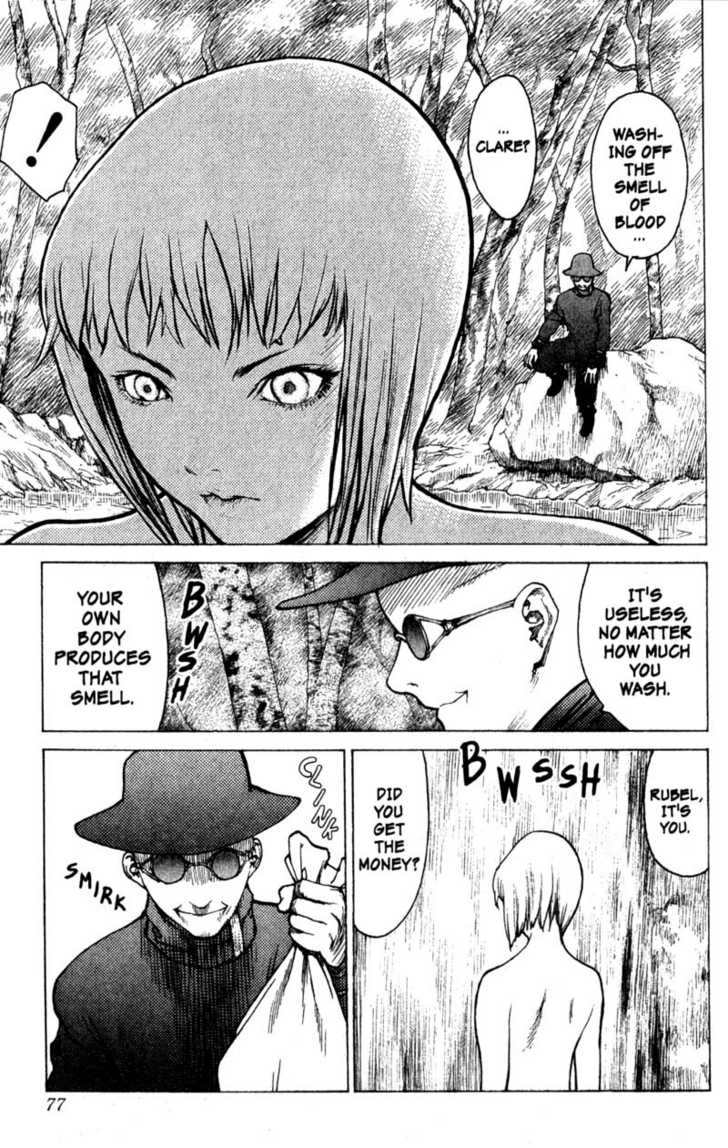 WASH-
ING OFF
THE
SMELL
OF
BLOOD
...
...
CLARE?
!
IT'S
USELESS,
NO MATTER
HOW MUCH
YOU
WASH.
BWSH
YOUR
OWN
BODY
PRODUCES
THAT
SMELL.
RUBEL,
IT'S
YOU.
BWSSH
DID
YOU
GET
THE
MONEY?
CLINK
SMIRK
77